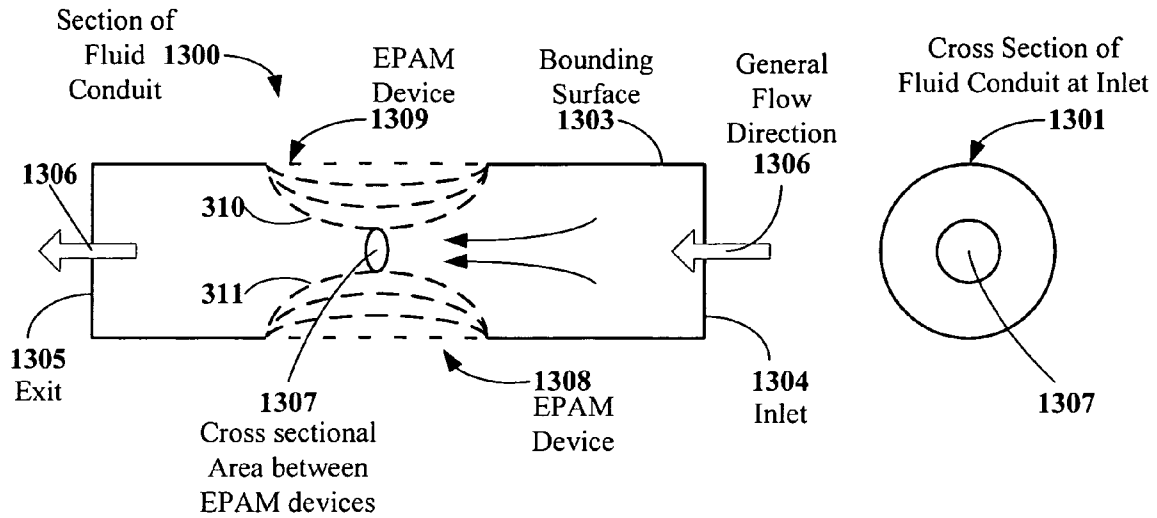 Section of
Fluid 1300
Conduit
EPAM
Device
1309
Bounding
Surface
1303
General
Flow
Direction
1306
Cross Section of
Fluid Conduit at Inlet
1301
1306
310
311
1305
Exit
1307
Cross sectional
Area between
EPAM devices
1308
EPAM
Device
1304
Inlet
1307